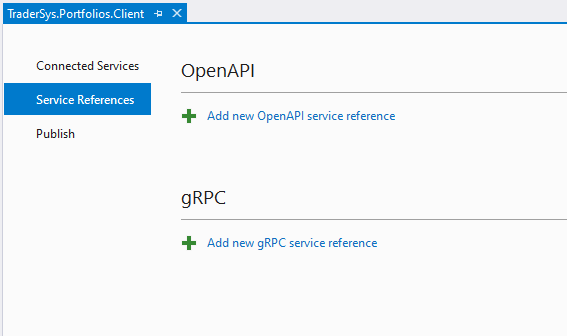 TraderSys.Portfolios.Client
Connected Services
Service References
Publish
OpenAPI
Add new OpenAPI service reference
gRPC
Add new gRPC service reference